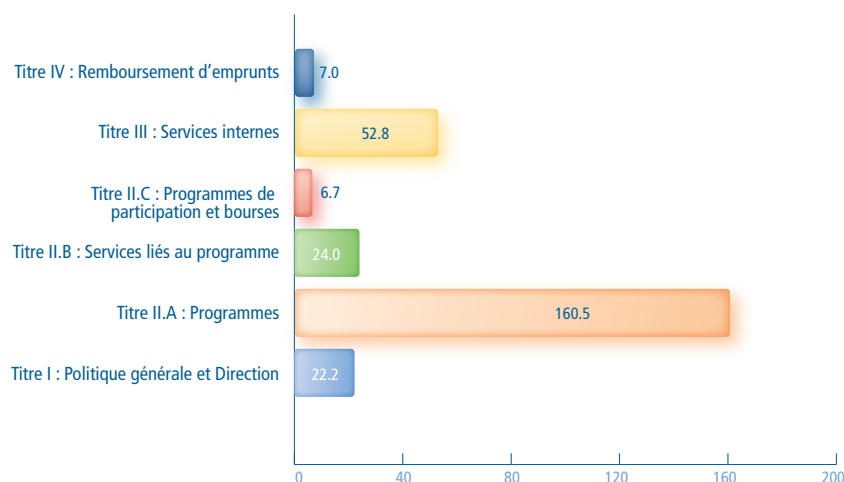 Titre IV : Remboursement d'emprunts
7.0
Titre III : Services internes
52.8
Titre II.C : Programmes de
participation et bourses
6.7
Titre II.B : Services liés au programme
24.0
Titre II.A : Programmes
160.5
Titre I : Politique générale et Direction
22.2
0 40 80 120 160 200